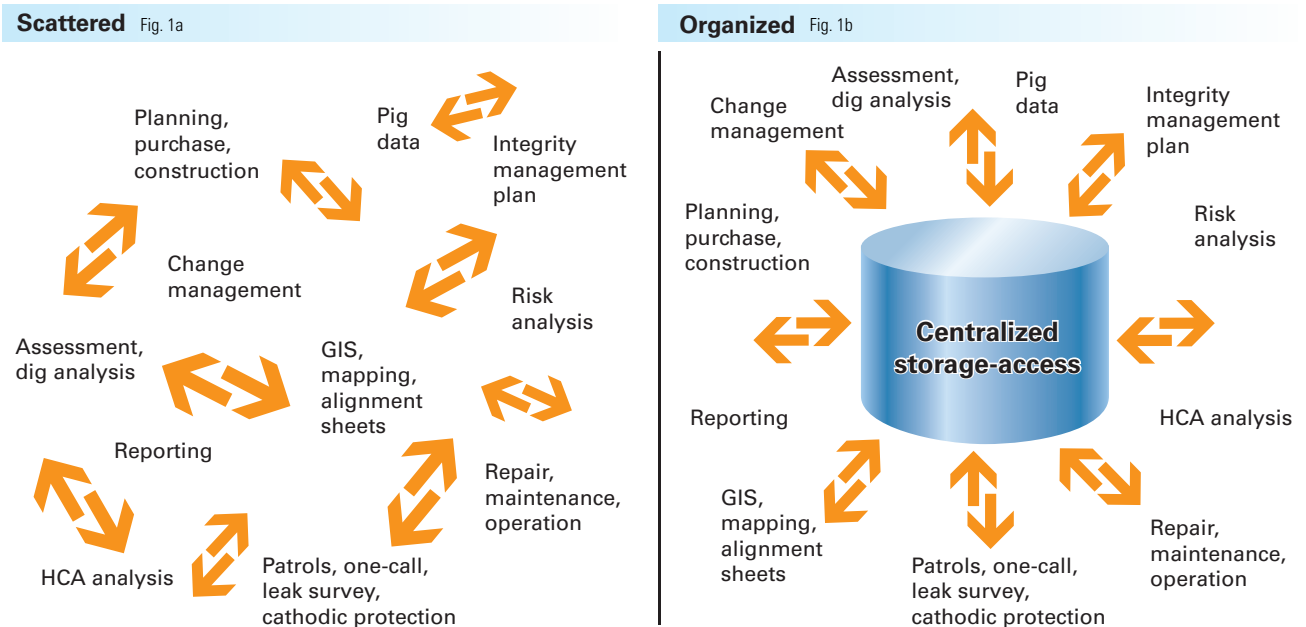 Scattered Fig. 1a
Planning,
purchase,
construction
Pig
data
Integrity
management
plan
Change
management
Risk
analysis
Assessment,
dig analysis
GIS,
mapping,
alignment
sheets
Reporting
Repair,
maintenance,
operation
HCA analysis
Patrols, one-call,
leak survey,
cathodic protection
Organized Fig. 1b
Assessment,
dig analysis
Pig
data
Change
management
Integrity
management
plan
Planning,
purchase,
construction
Risk
analysis
Centralized
storage-access
Reporting
HCA analysis
GIS,
mapping,
alignment
sheets
Repair,
maintenance,
operation
Patrols, one-call,
leak survey,
cathodic protection